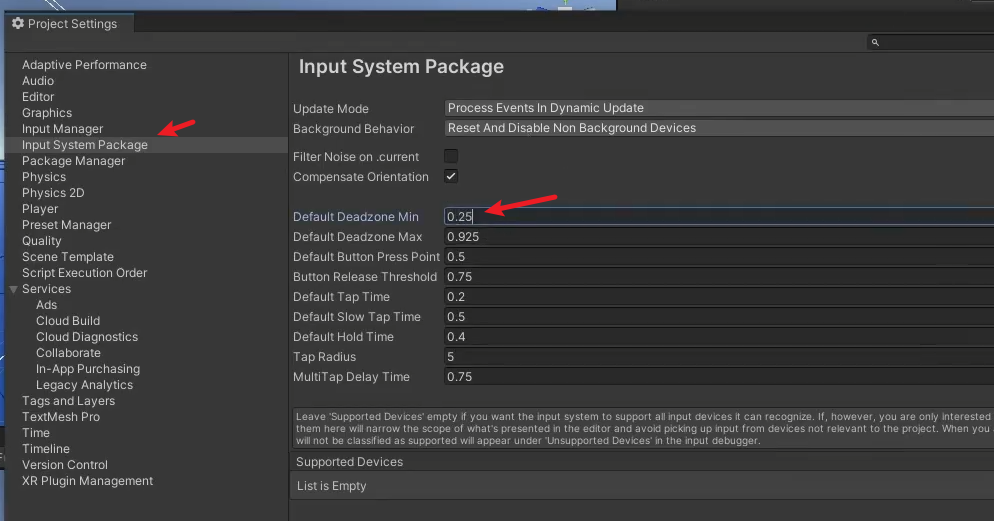 Project Settings
Adaptive Performance
Audio
Editor
Graphics
Input Manager
Input System Package
Package Manager
Physics
Physics 2D
Player
Preset Manager
Quality
Scene Template
Script Execution Order
Services
Ads
Cloud Build
Cloud Diagnostics
Collaborate
In-App Purchasing
Legacy Analytics
Tags and Layers
TextMesh Pro
Time
Timeline
Version Control
XR Plugin Management
Input System Package
Update Mode Process Events In Dynamic Update
Background Behavior Reset And Disable Non Background Devices
Filter Noise on .current
Compensate Orientation
Default Deadzone Min 0.25
Default Deadzone Max 0.925
Default Button Press Point 0.5
Button Release Threshold 0.75
Default Tap Time 0.2
Default Slow Tap Time 0.5
Default Hold Time 0.4
Tap Radius 5
MultiTap Delay Time 0.75
Leave 'Supported Devices' empty if you want the input system to support all input devices it can recognize. If, however, you are only interested
them here will narrow the scope of what's presented in the editor and avoid picking up input from devices not relevant to the project. When you
will not be classified as supported will appear under 'Unsupported Devices' in the input debugger.
Supported Devices
List is Empty